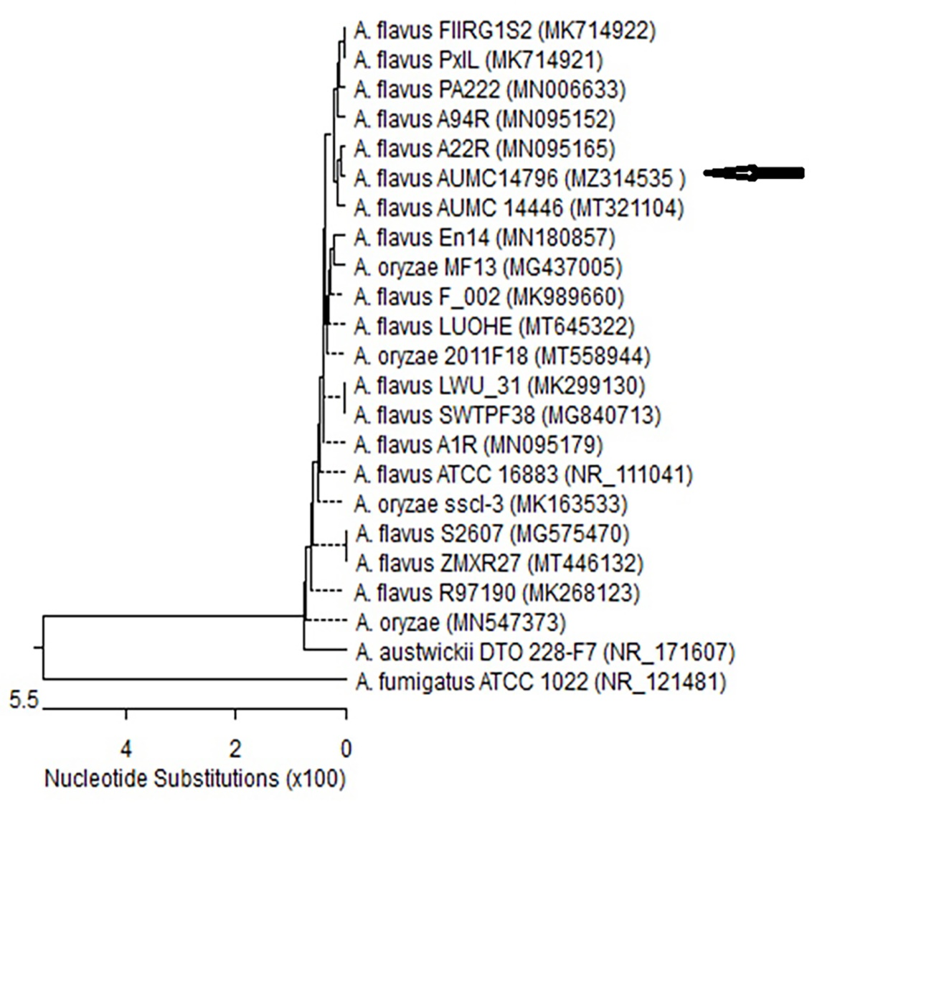 A. flavus FIIRG1S2 (MK714922)
A. flavus PxIL (MK714921)
A. flavus PA222 (MN006633)
A. flavus A94R (MN095152)
A. flavus A22R (MN095165)
A. flavus AUMC14796 (MZ314535 )
A. flavus AUMC 14446 (MT321104)
A. flavus En14 (MN180857)
A. oryzae MF13 (MG437005)
A. flavus F_002 (MK989660)
A. flavus LUOHE (MT645322)
A. oryzae 2011F18 (MT558944)
A. flavus LWU_31 (MK299130)
A. flavus SWTPF38 (MG840713)
A. flavus A1R (MN095179)
A. flavus ATCC 16883 (NR_111041)
A. oryzae sscl-3 (MK163533)
A. flavus S2607 (MG575470)
A. flavus ZMXR27 (MT446132)
A. flavus R97190 (MK268123)
A. oryzae (MN547373)
A. austwickii DTO 228-F7 (NR_171607)
A. fumigatus ATCC 1022 (NR_121481)
5.5
4 2 0
Nucleotide Substitutions (x100)